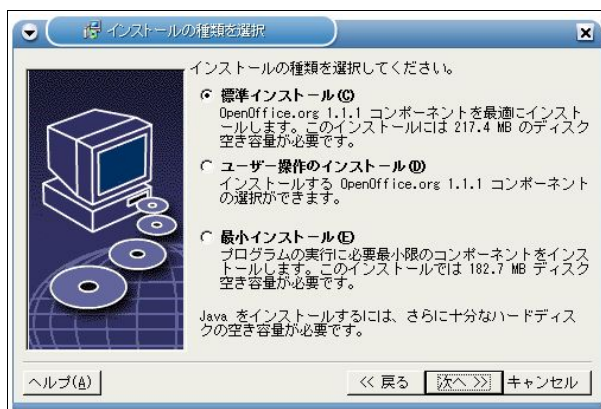 インストールの種類を選択
インストールの種類を選択してください。
標準インストール(C)
OpenOffice.org 1.1.1 コンポーネントを最適にインスト
ールします。このインストールには 217.4 MB のディスク
空き容量が必要です。
ユーザー操作のインストール(D)
インストールする OpenOffice.org 1.1.1 コンポーネント
の選択ができます。
最小インストール(E)
プログラムの実行に必要最小限のコンポーネントをインス
トールします。このインストールでは 182.7 MB ディスク
空き容量が必要です。
Java をインストールするには、さらに十分なハードディス
クの空き容量が必要です。
ヘルプ(A)
<< 戻る
次へ >>
キャンセル